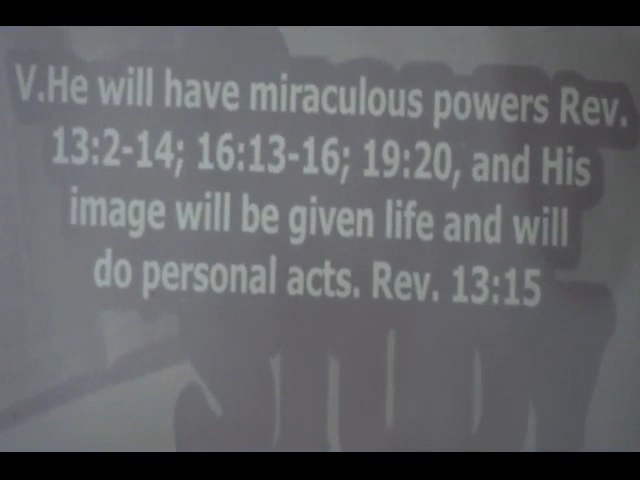 V.He will have miraculous powers Rev.
13:2-14; 16:13-16; 19:20, and His
image will be given life and will
do personal acts. Rev. 13:15